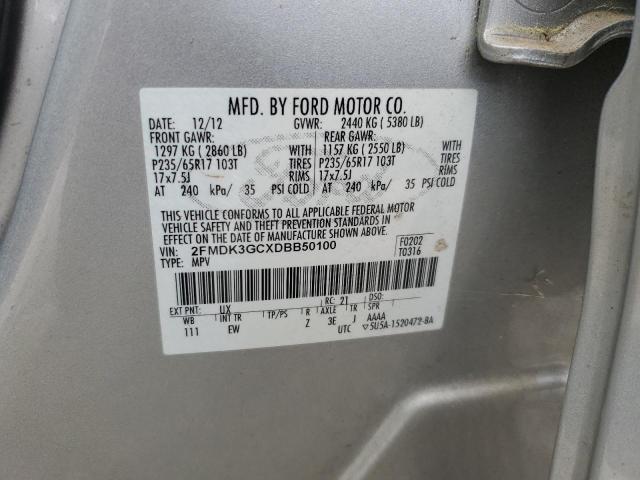 MFD. BY FORD MOTOR CO.
DATE: 12/12 GVWR: 2440 KG ( 5380 LB)
FRONT GAWR: REAR GAWR:
1297 KG ( 2860 LB) WITH 1157 KG ( 2550 LB) WITH
P235/65R17 103T TIRES P235/65R17 103T TIRES
17x7.5J RIMS 17x7.5J RIMS
AT 240 kPa/ 35 PSI COLD AT 240 kPa/ 35 PSI COLD
THIS VEHICLE CONFORMS TO ALL APPLICABLE FEDERAL MOTOR
VEHICLE SAFETY AND THEFT PREVENTION STANDARDS IN
EFFECT ON THE DATE OF MANUFACTURE SHOWN ABOVE.
VIN: 2FMDK3GCXDBB50100 F0202
TYPE: MPV T0316
EXT PNT: UX RC: 21 DSO:
WB INT TR TP/PS R AXLE TR SPR
111 EW Z 3E J AAAA
UTC ▽5U5A-1520472-BA
Ford